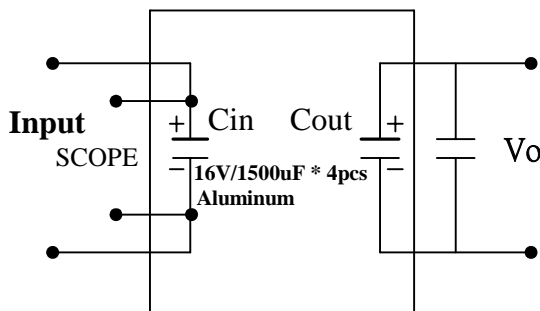 Input
SCOPE
+
Cin
16V/1500uF * 4pcs
Aluminum
−
Cout
+
−
Vo